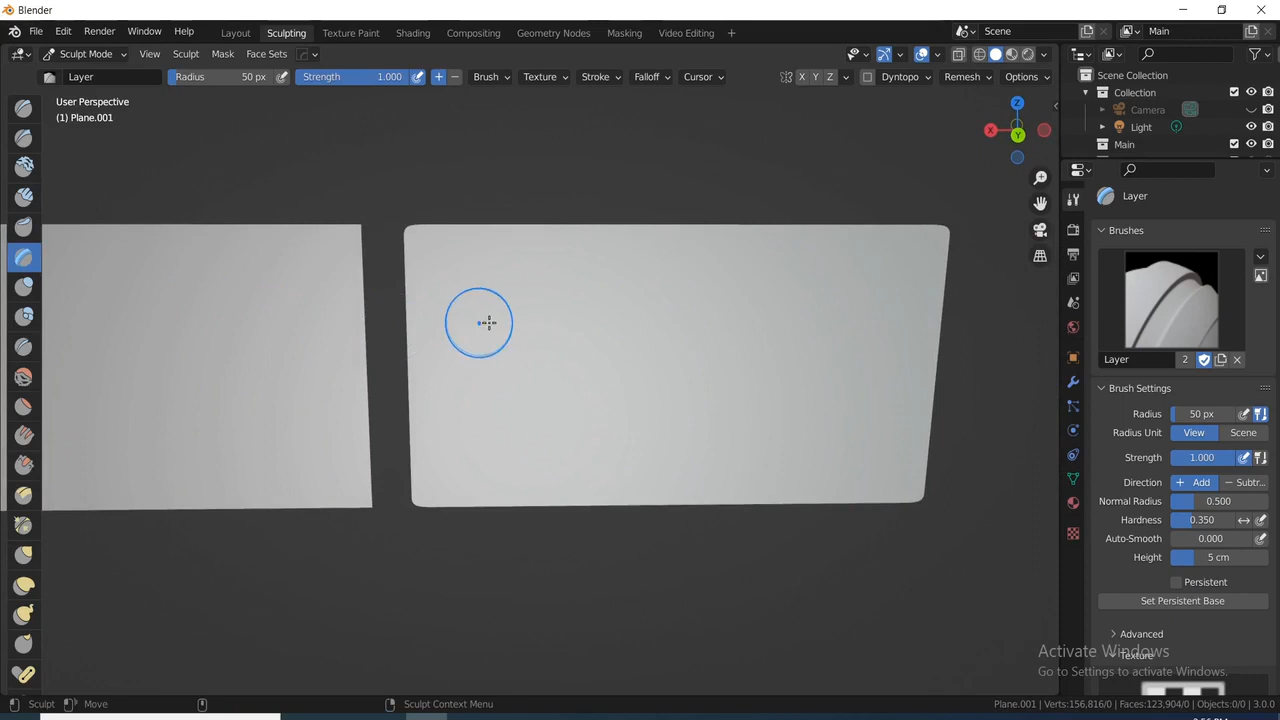 Blender
File Edit Render Window Help Layout Sculpting Texture Paint Shading Compositing Geometry Nodes Masking Video Editing + Scene Main
Sculpt Mode View Sculpt Mask Face Sets
Layer Radius 50 px Strength 1.000 + − Brush Texture Stroke Falloff Cursor X Y Z Dyntopo Remesh Options
User Perspective
(1) Plane.001
Z
X
Y
Scene Collection
Collection
Camera
Light
Main
Layer
Brushes
Layer 2
Brush Settings
Radius 50 px
Radius Unit View Scene
Strength 1.000
Direction + Add − Subtr...
Normal Radius 0.500
Hardness 0.350
Auto-Smooth 0.000
Height 5 cm
Persistent
Set Persistent Base
Advanced
Texture
Activate Windows
Go to Settings to activate Windows.
Sculpt Move Sculpt Context Menu Plane.001 | Verts:156,816/0 | Faces:123,904/0 | Objects:0/0 | 3.0.0